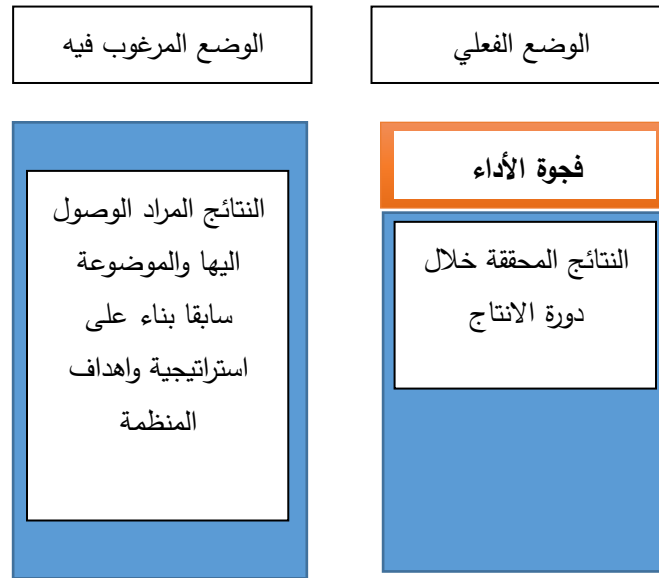 الوضع الفعلي
الوضع المرغوب فيه
فجوة الأداء
النتائج المحققة خلال
دورة الانتاج
النتائج المراد الوصول
اليها والموضوعة
سابقا بناء على
استراتيجية واهداف
المنظمة